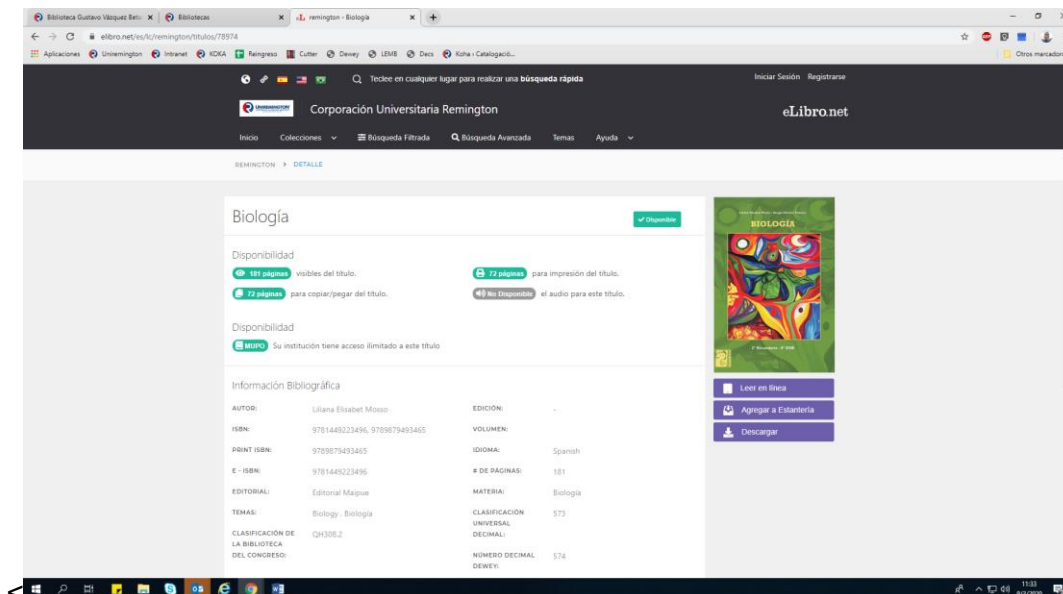 Biblioteca Gustavo Vásquez Beta
Bibliotecas
remington - Biología
elibro.net/es/lc/remington/titulos/78974
Aplicaciones Uniremington Intranet KOKA Reingreso Cutter Dewey LEMB Decs Koha › Catalogació... Otros marcadores
Teclee en cualquier lugar para realizar una búsqueda rápida
Iniciar Sesión Registrarse
UNIREMINGTON
Corporación Universitaria Remington
eLibro.net
Inicio Colecciones Búsqueda Filtrada Búsqueda Avanzada Temas Ayuda
REMINGTON > DETALLE
Biología
Disponible
Disponibilidad
181 páginas visibles del título.
72 páginas para impresión del título.
72 páginas para copiar/pegar del título.
No Disponible el audio para este título.
Disponibilidad
MUPO Su institución tiene acceso ilimitado a este título
BIOLOGÍA
Leer en línea
Agregar a Estantería
Descargar
Información Bibliográfica
AUTOR: Liliana Elisabet Mosso
EDICIÓN: -
ISBN: 9781449223496, 9789879493465
VOLUMEN:
PRINT ISBN: 9789879493465
IDIOMA: Spanish
E - ISBN: 9781449223496
# DE PÁGINAS: 181
EDITORIAL: Editorial Maipue
MATERIA: Biología
TEMAS: Biology . Biología
CLASIFICACIÓN UNIVERSAL DECIMAL: 573
CLASIFICACIÓN DE LA BIBLIOTECA DEL CONGRESO: QH308.2
NÚMERO DECIMAL DEWEY: 574
11:33